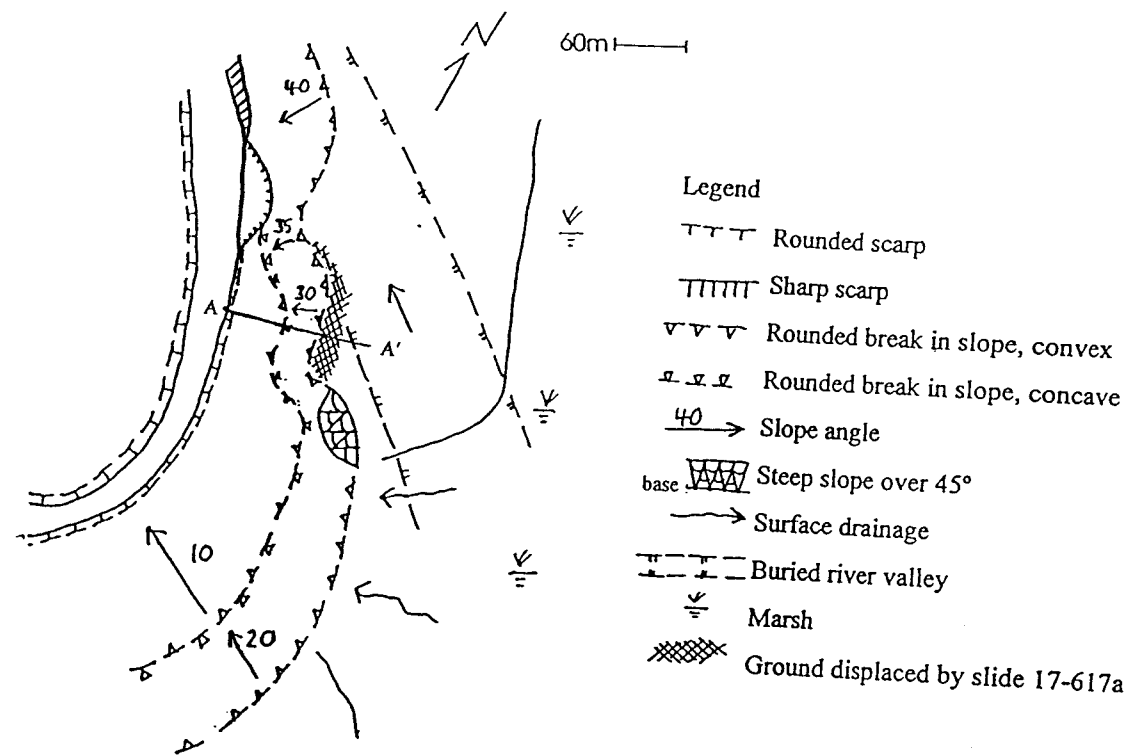 N
60m
40
35
30
A
A'
10
20
Legend
Rounded scarp
Sharp scarp
Rounded break in slope, convex
Rounded break in slope, concave
40
Slope angle
base
Steep slope over 45°
Surface drainage
Buried river valley
Marsh
Ground displaced by slide 17-617a